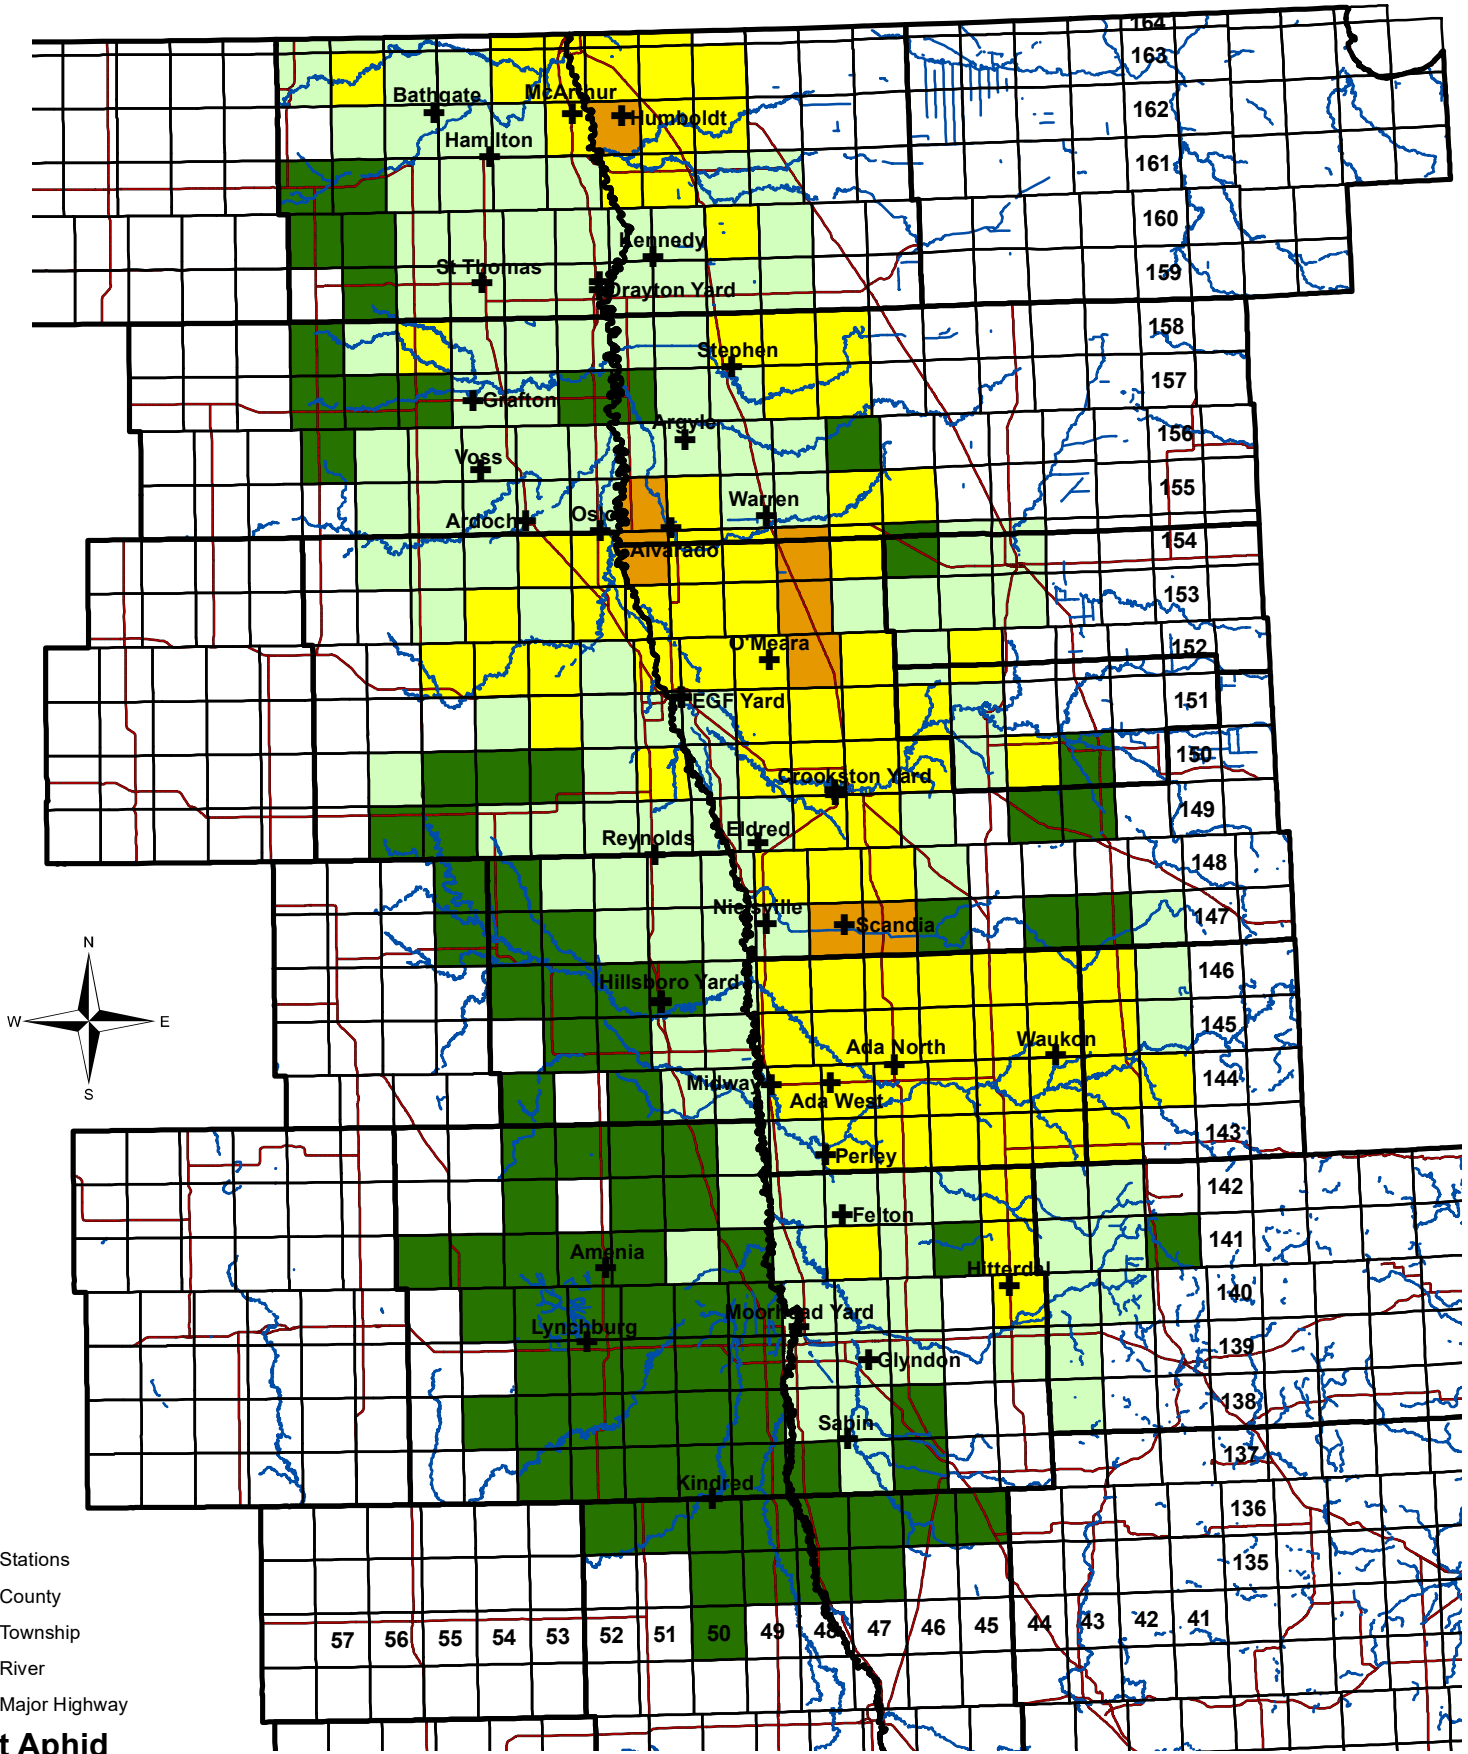 164
163
Bathgate
McArthur
162
Humboldt
Hamilton
161
160
Kennedy
St Thomas
159
Drayton Yard
158
Stephen
157
Grafton
Argyle
156
Voss
155
Warren
Ardoch
Oslo
154
Alvarado
153
O'Meara
152
EGF Yard
151
150
Crookston Yard
149
Eldred
Reynolds
148
Nielsville
147
Scandia
N
W
E
S
146
Hillsboro Yard
145
Waukon
Ada North
144
Midway
Ada West
143
Perley
142
Felton
141
Amenia
Hitterdal
140
Moorhead Yard
Lynchburg
139
Glyndon
138
Sabin
137
Kindred
136
Stations
135
County
57 56 55 54 53 52 51 50 49 48 47 46 45 44 43 42 41
Township
River
Major Highway
t Aphid